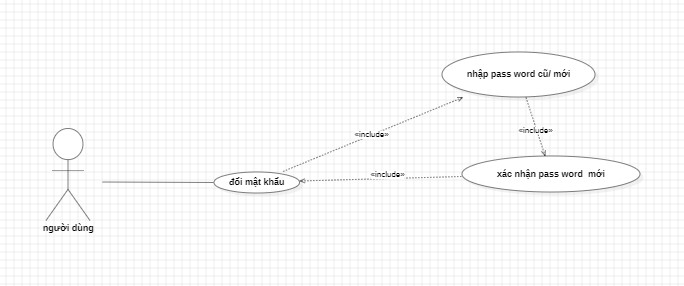 nhập pass word cũ/ mới
«include»
«include»
«include»
xác nhận pass word  mới
đổi mật khẩu
người dùng